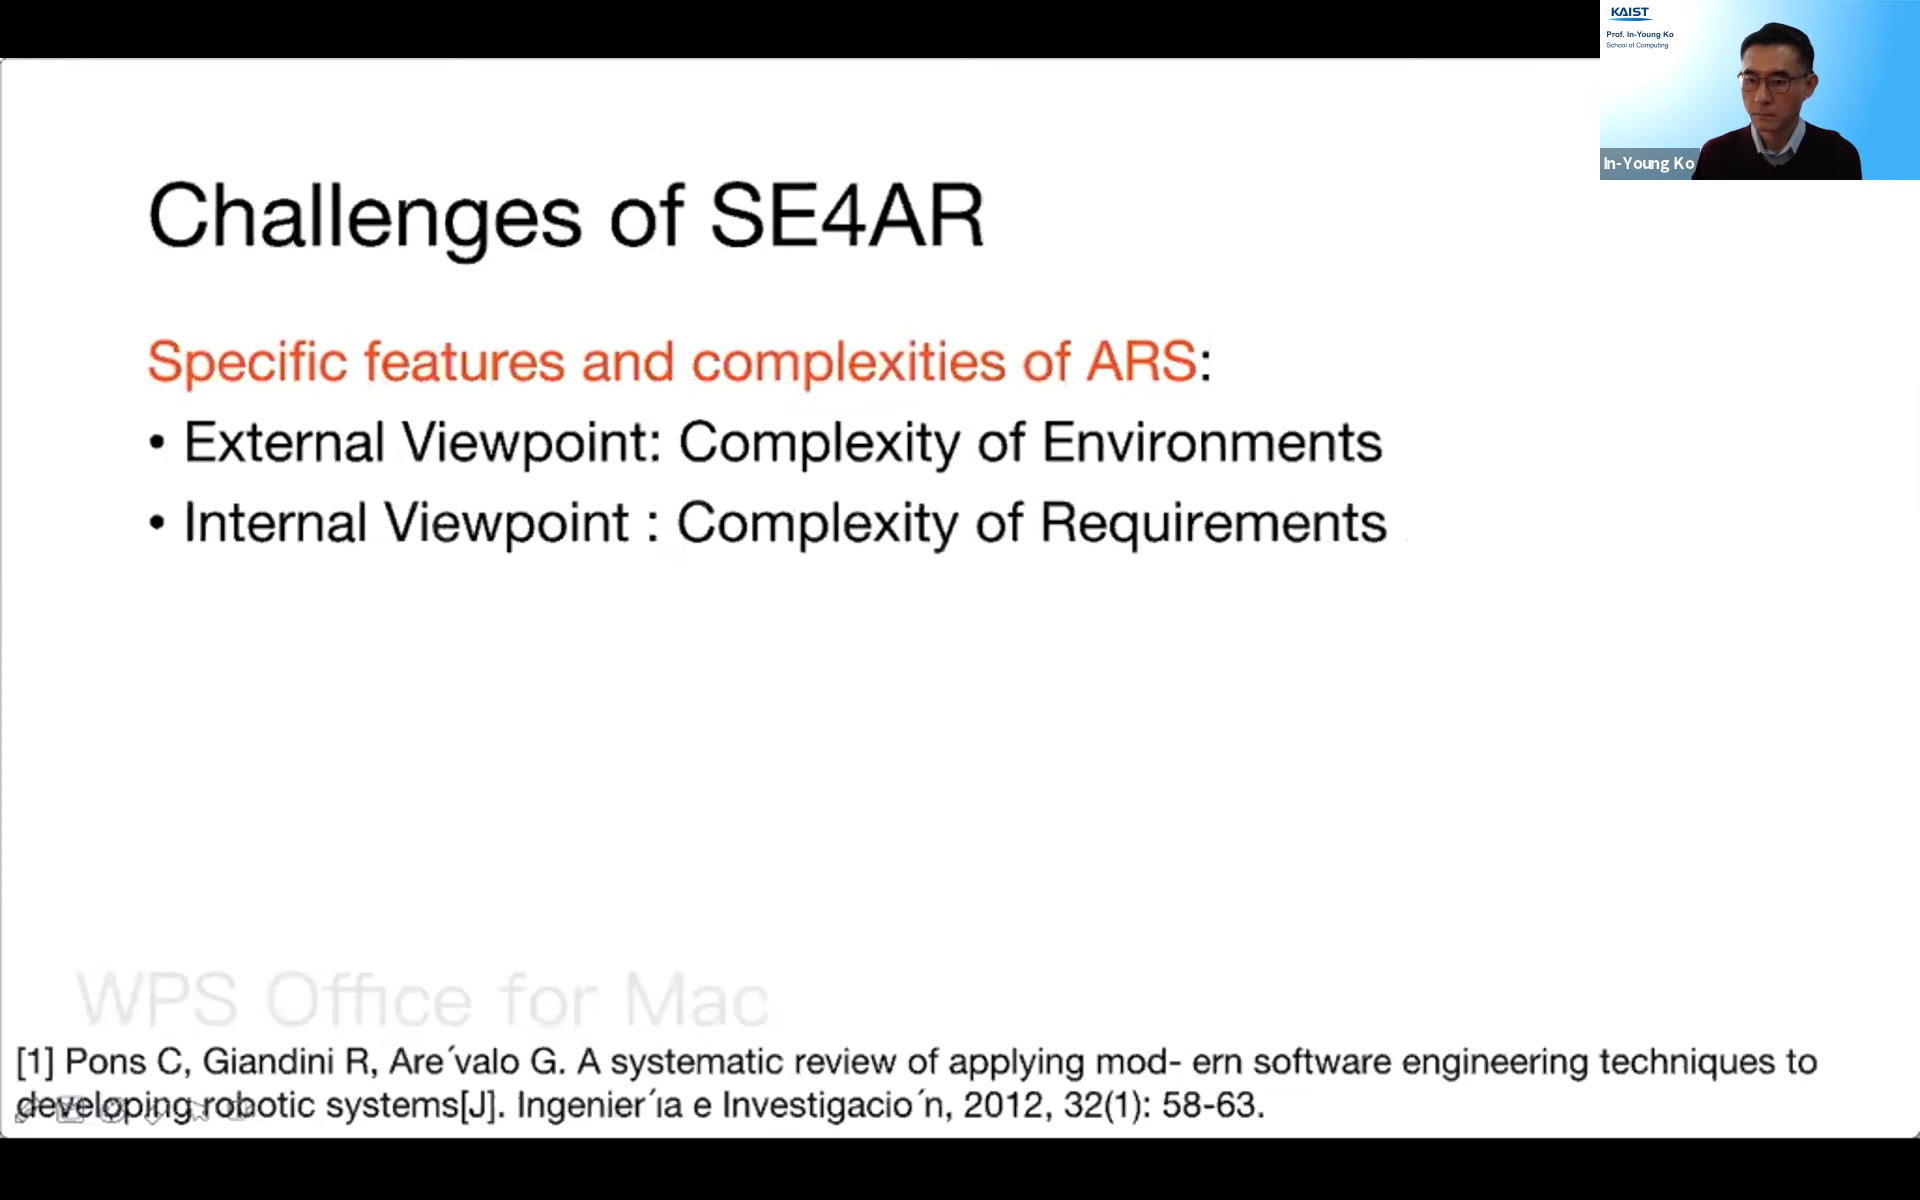 KAIST
Prof. In-Young Ko
School of Computing
In-Young Ko
Challenges of SE4AR
Specific features and complexities of ARS:
• External Viewpoint: Complexity of Environments
• Internal Viewpoint : Complexity of Requirements
WPS Office for Mac
[1] Pons C, Giandini R, Are´valo G. A systematic review of applying mod- ern software engineering techniques to
developing robotic systems[J]. Ingenier´ıa e Investigacio´n, 2012, 32(1): 58-63.